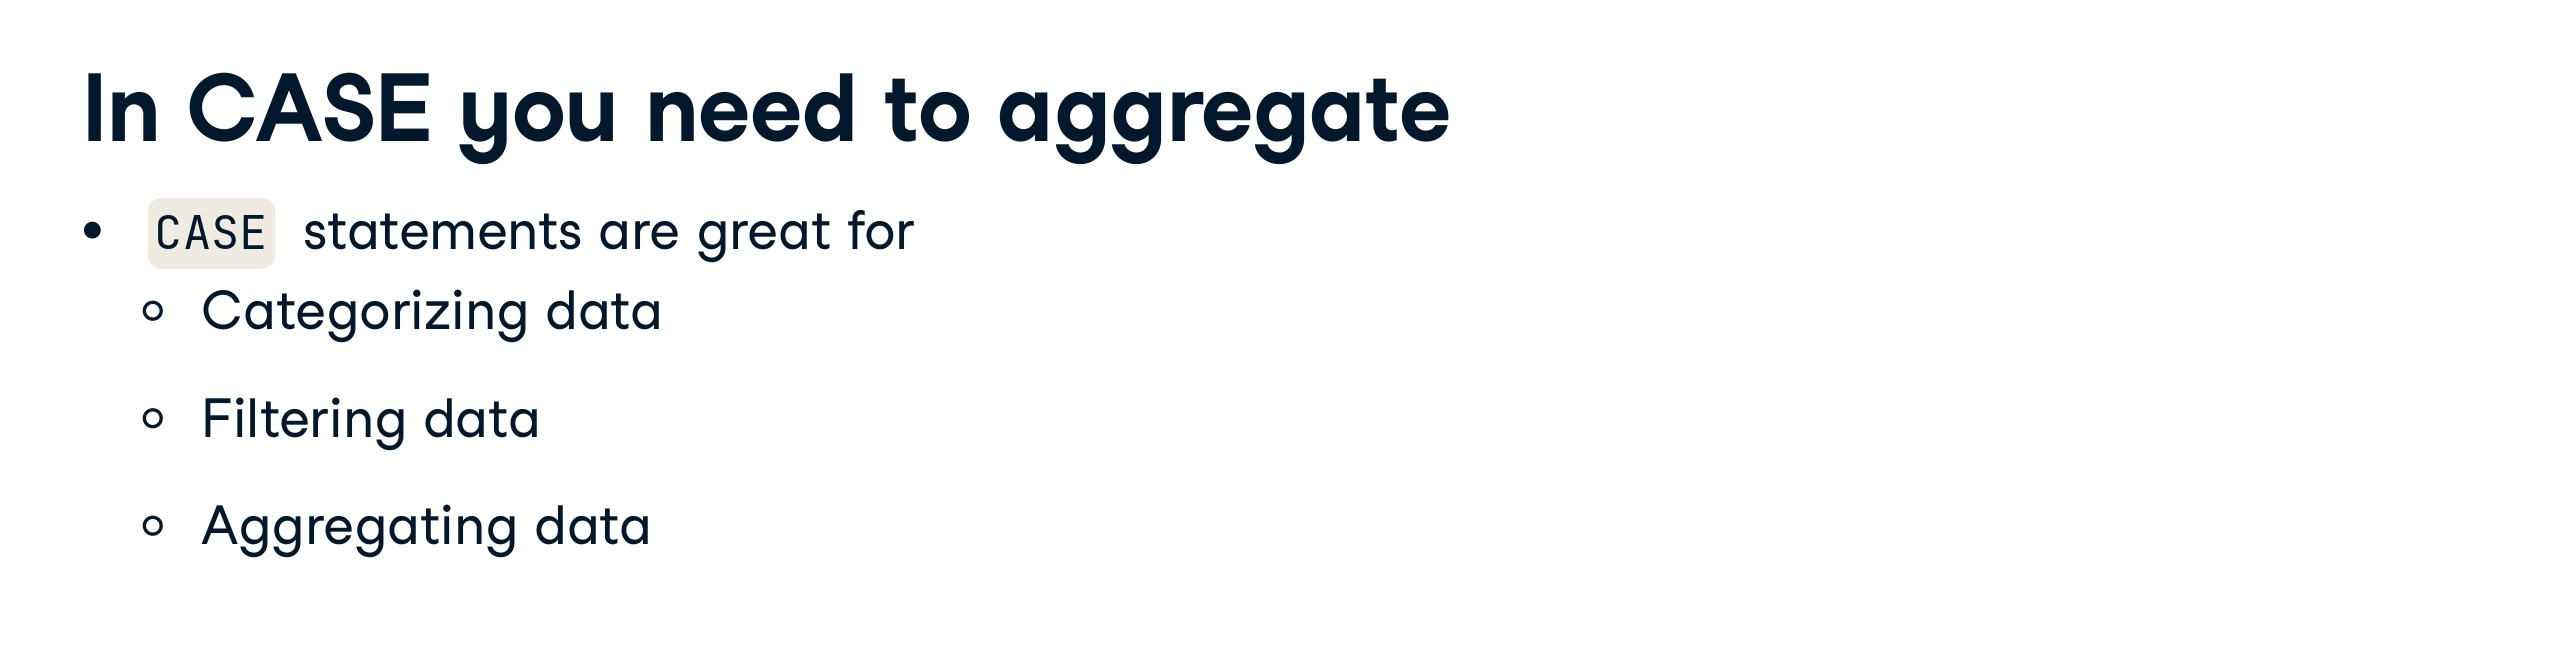 In CASE you need to aggregate
• CASE statements are great for
○ Categorizing data
○ Filtering data
○ Aggregating data